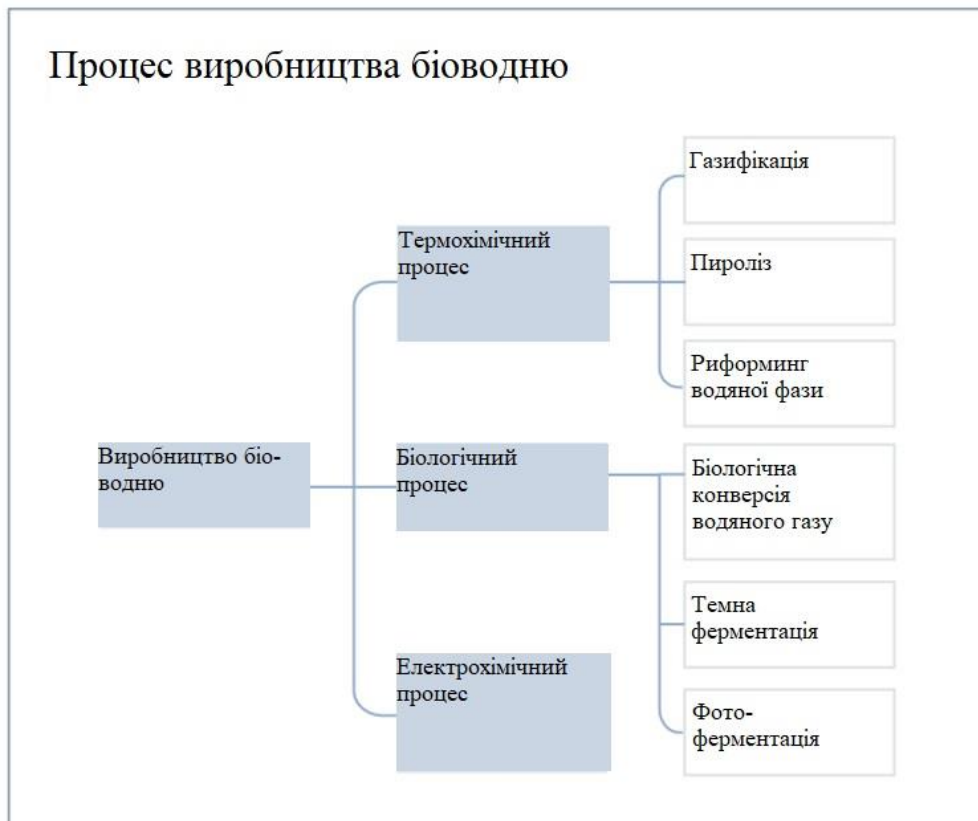 Процес виробництва біоводню
Газифікація
Термохімічний
процес
Пироліз
Риформинг
водяної фази
Виробництво біо-
водню
Біологічний
процес
Біологічна
конверсія
водяного газу
Темна
ферментація
Електрохімічний
процес
Фото-
ферментація